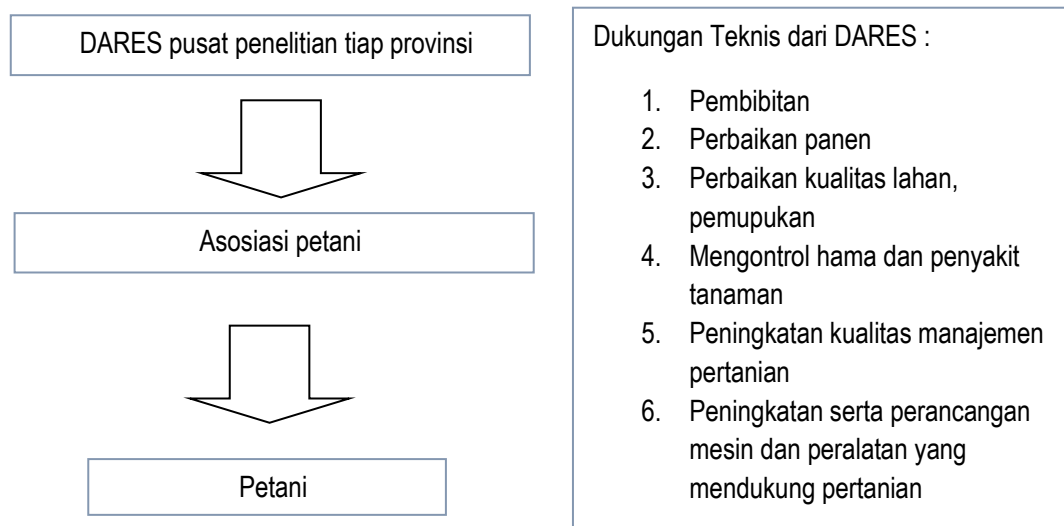 DARES pusat penelitian tiap provinsi
Asosiasi petani
Petani
Dukungan Teknis dari DARES :
1. Pembibitan
2. Perbaikan panen
3. Perbaikan kualitas lahan,
pemupukan
4. Mengontrol hama dan penyakit
tanaman
5. Peningkatan kualitas manajemen
pertanian
6. Peningkatan serta perancangan
mesin dan peralatan yang
mendukung pertanian